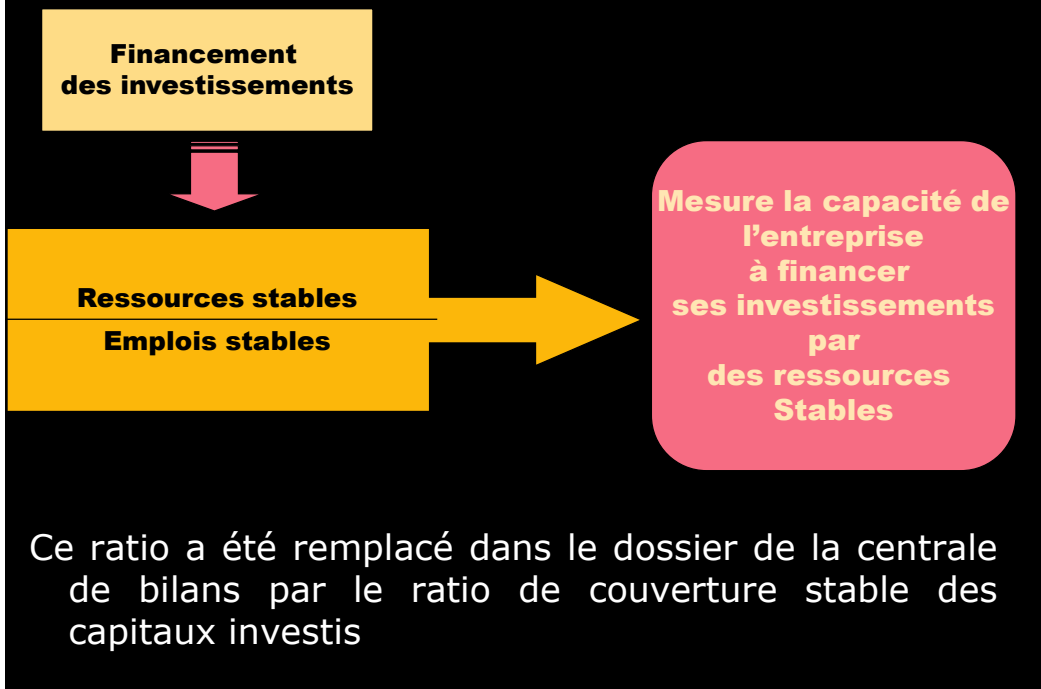 Financement
des investissements
Ressources stables
Emplois stables
Mesure la capacité de
l’entreprise
à financer
ses investissements
par
des ressources
Stables
Ce ratio a été remplacé dans le dossier de la centrale
de bilans par le ratio de couverture stable des
capitaux investis